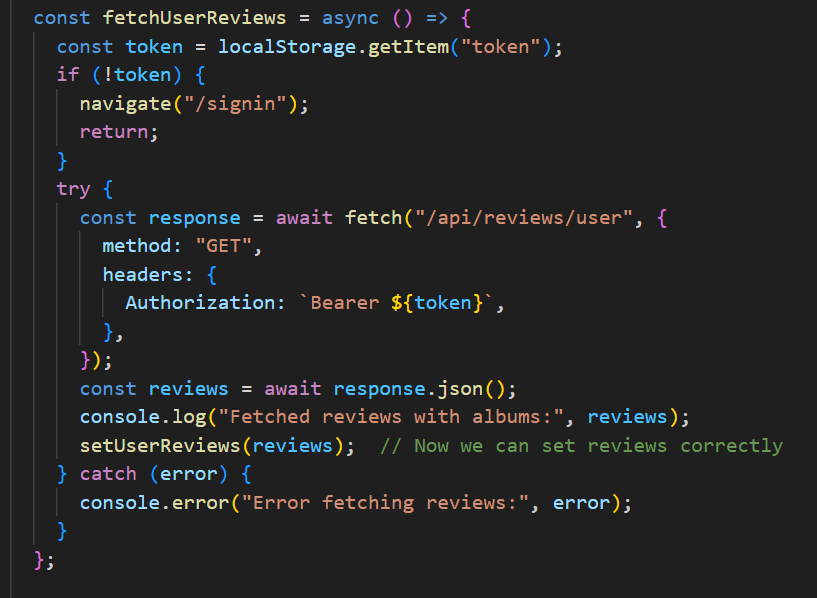 const fetchUserReviews = async () => {
  const token = localStorage.getItem("token");
  if (!token) {
    navigate("/signin");
    return;
  }
  try {
    const response = await fetch("/api/reviews/user", {
      method: "GET",
      headers: {
        Authorization: `Bearer ${token}`,
      },
    });
    const reviews = await response.json();
    console.log("Fetched reviews with albums:", reviews);
    setUserReviews(reviews);  // Now we can set reviews correctly
  } catch (error) {
    console.error("Error fetching reviews:", error);
  }
};